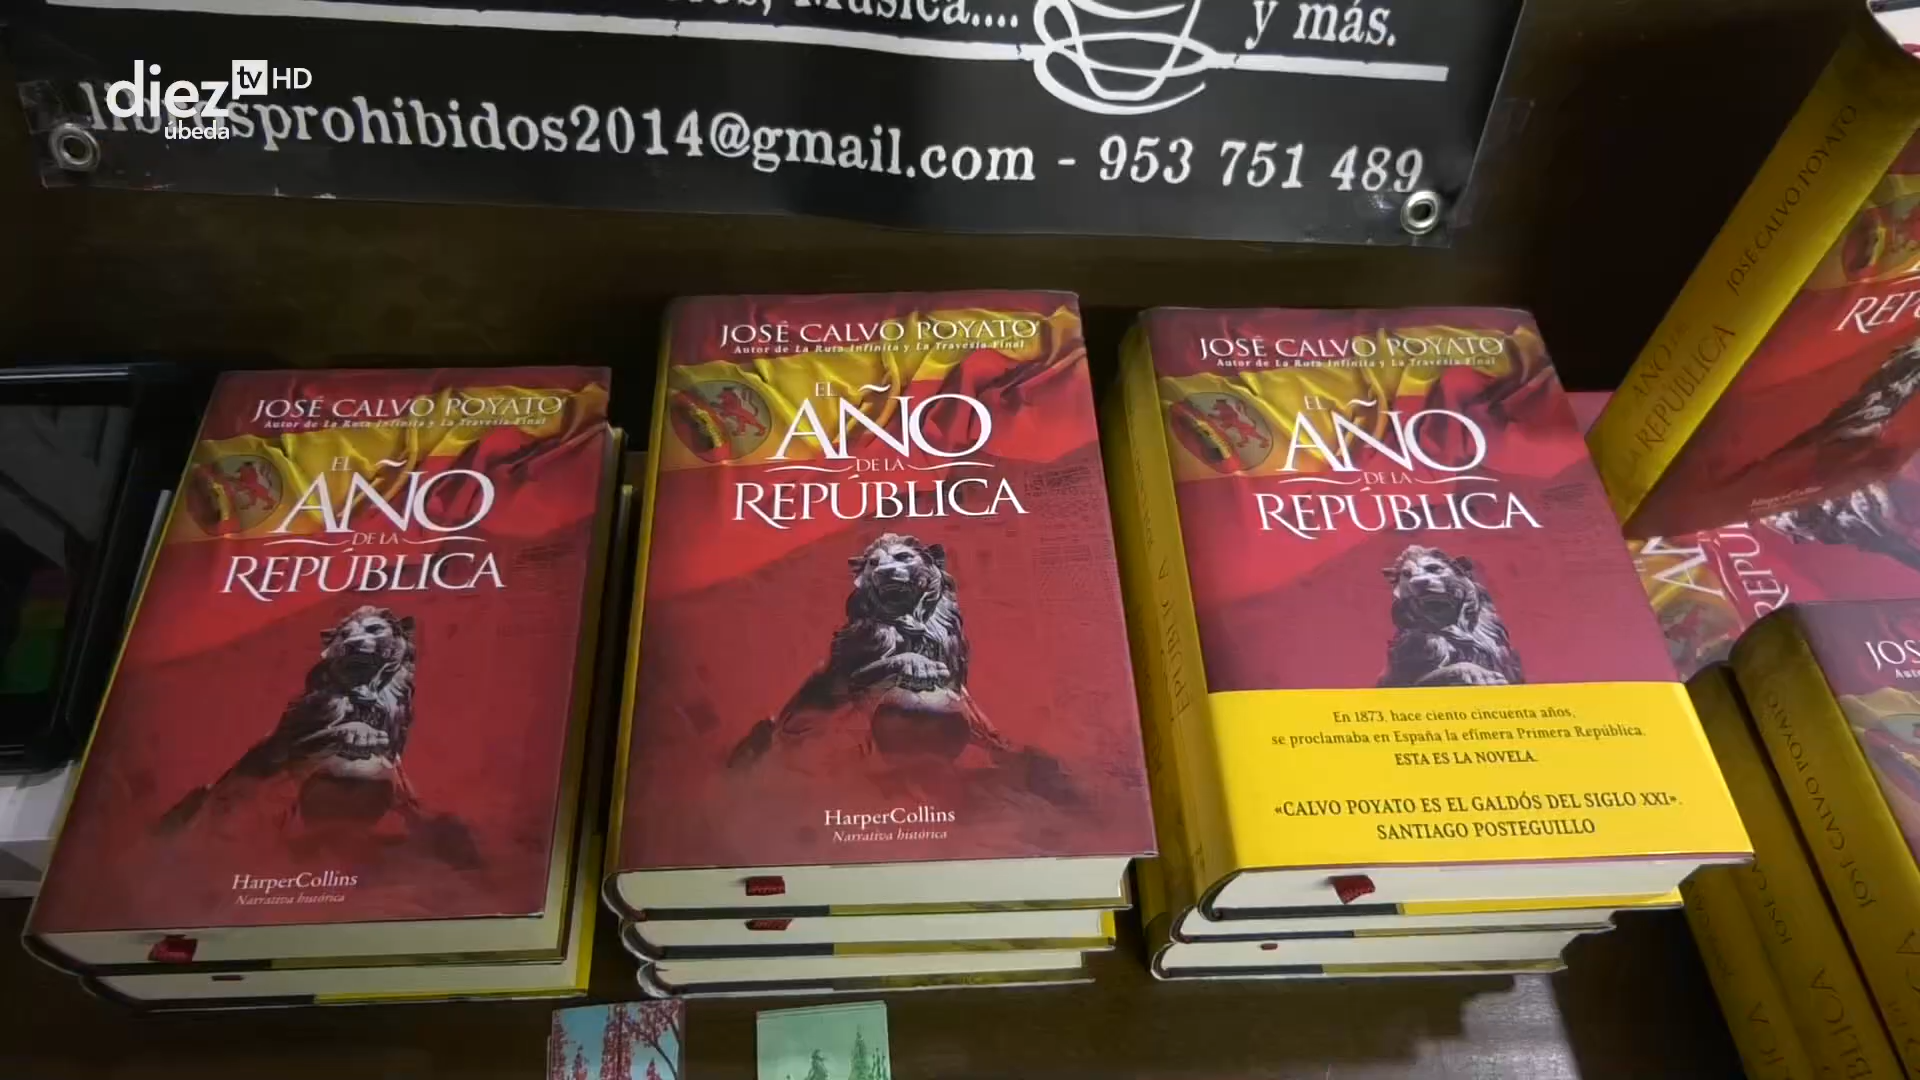 Música.... y más.
diez tv HD
úbeda
librosprohibidos2014@gmail.com - 953 751 489
JOSÉ CALVO POYATO
Autor de La Ruta Infinita y La Travesía Final
EL
AÑO
DE LA
REPÚBLICA
HarperCollins
Narrativa histórica
JOSÉ CALVO POYATO
Autor de La Ruta Infinita y La Travesía Final
EL
AÑO
DE LA
REPÚBLICA
HarperCollins
Narrativa histórica
JOSÉ CALVO POYATO
Autor de La Ruta Infinita y La Travesía Final
EL
AÑO
DE LA
REPÚBLICA
En 1873, hace ciento cincuenta años,
se proclamaba en España la efímera Primera República.
ESTA ES LA NOVELA.
«CALVO POYATO ES EL GALDÓS DEL SIGLO XXI».
SANTIAGO POSTEGUILLO
JOSÉ CALVO POYATO
AÑO
REPÚBLICA
HarperCollins
JOSÉ CALVO POYATO